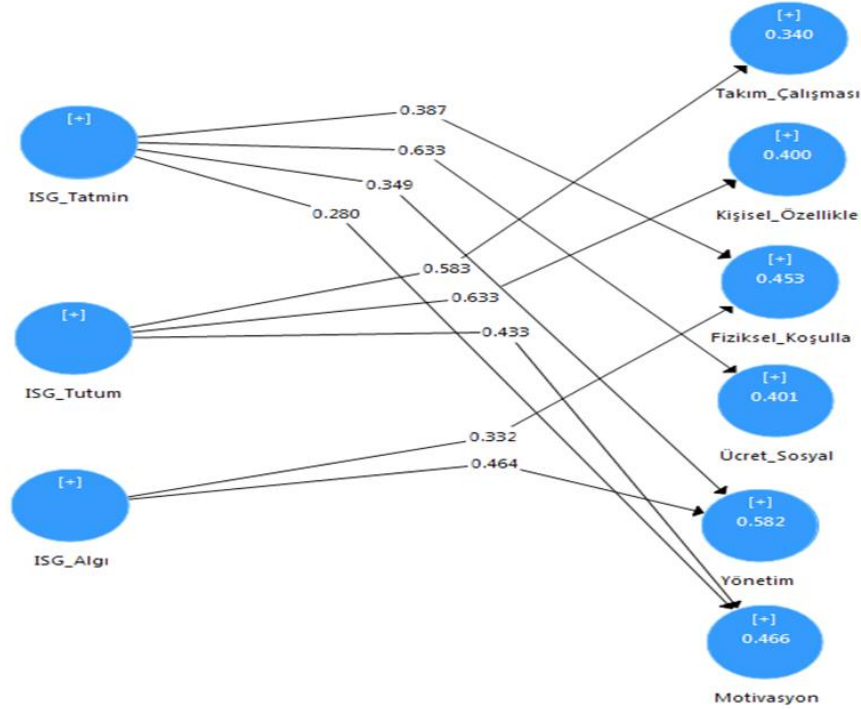 [+]
ISG_Tatmin
[+]
ISG_Tutum
[+]
ISG_Algı
0.387
0.633
0.349
0.280
0.583
0.633
0.433
0.332
0.464
[+]
0.340
Takım_Çalışması
[+]
0.400
Kişisel_Özellikle
[+]
0.453
Fiziksel_Koşulla
[+]
0.401
Ücret_Sosyal
[+]
0.582
Yönetim
[+]
0.466
Motivasyon